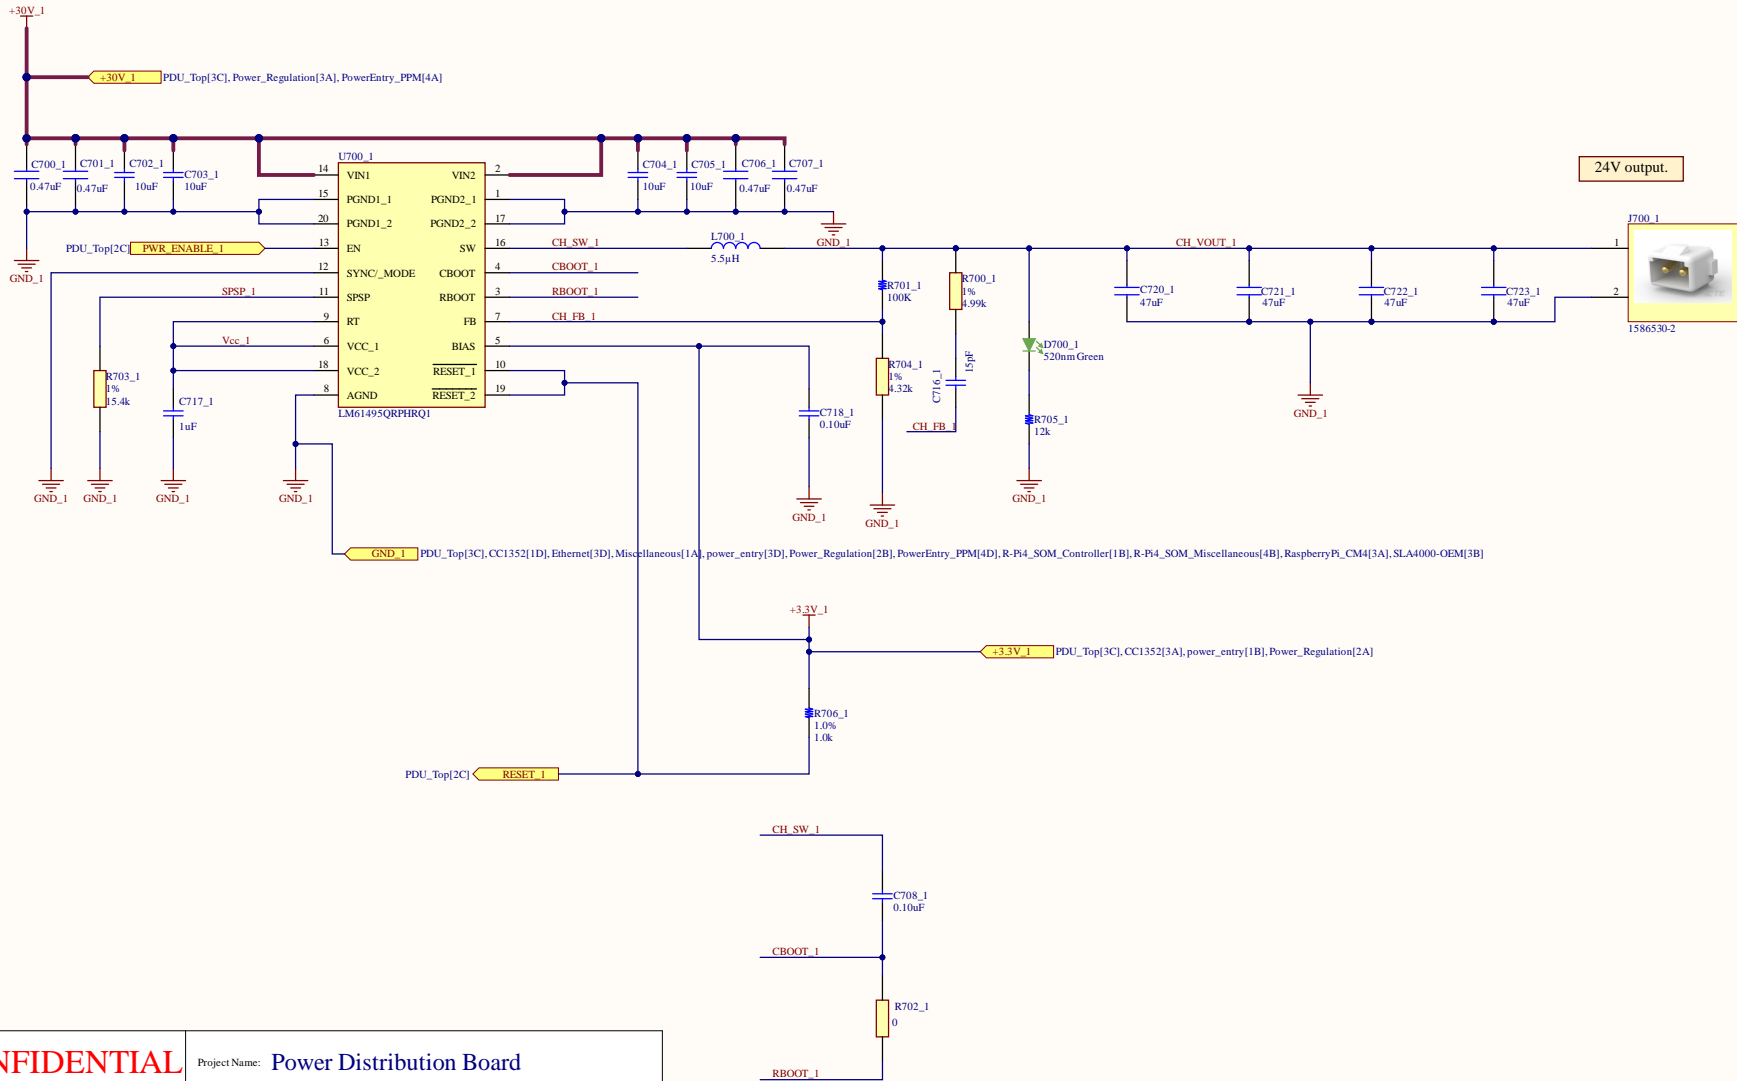 +30V_1
+30V_1 PDU_Top[3C], Power_Regulation[3A], PowerEntry_PPM[4A]
C700_1
0.47uF
C701_1
0.47uF
C702_1
10uF
C703_1
10uF
U700_1
14 VIN1 VIN2 2
15 PGND1_1 PGND2_1 1
20 PGND1_2 PGND2_2 17
13 EN SW 16
12 SYNC/_MODE CBOOT 4
11 SPSP RBOOT 3
9 RT FB 7
6 VCC_1 BIAS 5
18 VCC_2 RESET_1 10
8 AGND RESET_2 19
LM61495QRPHRQ1
C704_1
10uF
C705_1
10uF
C706_1
0.47uF
C707_1
0.47uF
24V output.
J700_1
1
2
1586530-2
PDU_Top[2C] PWR_ENABLE_1
GND_1
CH_SW_1
L700_1
5.5µH
GND_1
CH_VOUT_1
CBOOT_1
SPSP_1
RBOOT_1
CH_FB_1
Vcc_1
R701_1
100K
R700_1
1%
4.99k
C720_1
47uF
C721_1
47uF
C722_1
47uF
C723_1
47uF
D700_1
520nm Green
R703_1
1%
15.4k
C717_1
1uF
R704_1
1%
4.32k
C716_1
15pF
CH_FB_1
C718_1
0.10uF
R705_1
12k
GND_1
GND_1
GND_1
GND_1
GND_1
GND_1
GND_1
GND_1
GND_1 PDU_Top[3C], CC1352[1D], Ethernet[3D], Miscellaneous[1A], power_entry[3D], Power_Regulation[2B], PowerEntry_PPM[4D], R-Pi4_SOM_Controller[1B], R-Pi4_SOM_Miscellaneous[4B], RaspberryPi_CM4[3A], SLA4000-OEM[3B]
+3.3V_1
+3.3V_1 PDU_Top[3C], CC1352[3A], power_entry[1B], Power_Regulation[2A]
R706_1
1.0%
1.0k
PDU_Top[2C] RESET_1
CH_SW_1
C708_1
0.10uF
CBOOT_1
R702_1
0
RBOOT_1
NFIDENTIAL
Project Name: Power Distribution Board